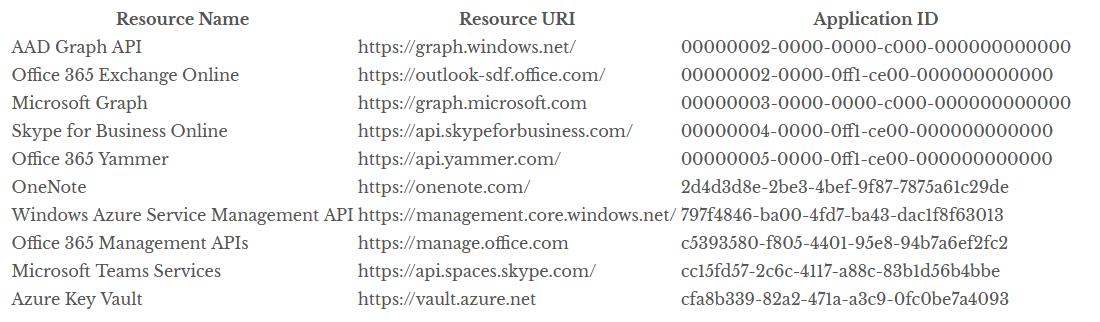 Resource Name Resource URI Application ID
AAD Graph API https://graph.windows.net/ 00000002-0000-0000-c000-000000000000
Office 365 Exchange Online https://outlook-sdf.office.com/ 00000002-0000-0ff1-ce00-000000000000
Microsoft Graph https://graph.microsoft.com 00000003-0000-0000-c000-000000000000
Skype for Business Online https://api.skypeforbusiness.com/ 00000004-0000-0ff1-ce00-000000000000
Office 365 Yammer https://api.yammer.com/ 00000005-0000-0ff1-ce00-000000000000
OneNote https://onenote.com/ 2d4d3d8e-2be3-4bef-9f87-7875a61c29de
Windows Azure Service Management API https://management.core.windows.net/ 797f4846-ba00-4fd7-ba43-dac1f8f63013
Office 365 Management APIs https://manage.office.com c5393580-f805-4401-95e8-94b7a6ef2fc2
Microsoft Teams Services https://api.spaces.skype.com/ cc15fd57-2c6c-4117-a88c-83b1d56b4bbe
Azure Key Vault https://vault.azure.net cfa8b339-82a2-471a-a3c9-0fc0be7a4093